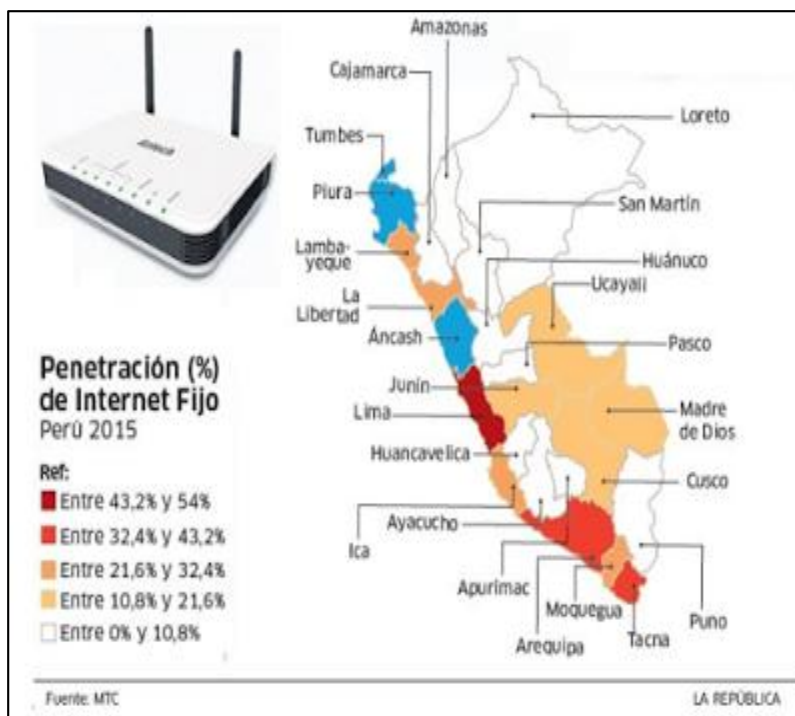 Amazonas
Cajamarca
Loreto
Tumbes
Piura
San Martín
Lamba-
yeque
Huánuco
Ucayali
La
Libertad
Áncash
Pasco
Penetración (%)
de Internet Fijo
Perú 2015
Junín
Lima
Madre
de Dios
Huancavelica
Cusco
Ref:
Entre 43,2% y 54%
Entre 32,4% y 43,2%
Entre 21,6% y 32,4%
Entre 10,8% y 21,6%
Entre 0% y 10,8%
Ayacucho
Ica
Apurímac
Moquegua
Puno
Arequipa
Tacna
Fuente: MTC
LA REPÚBLICA